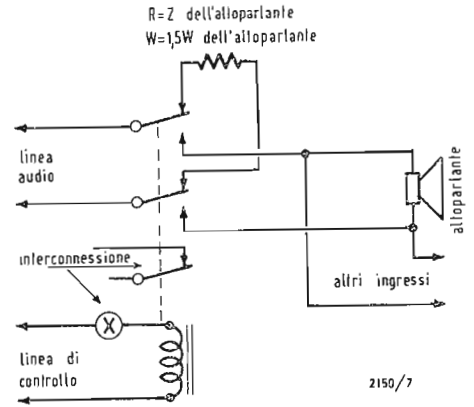 R=Z dell'altoparlante
W=1,5W dell'altoparlante
linea
audio
altoparlante
interconnessione
altri ingressi
X
linea di
controllo
2150/7